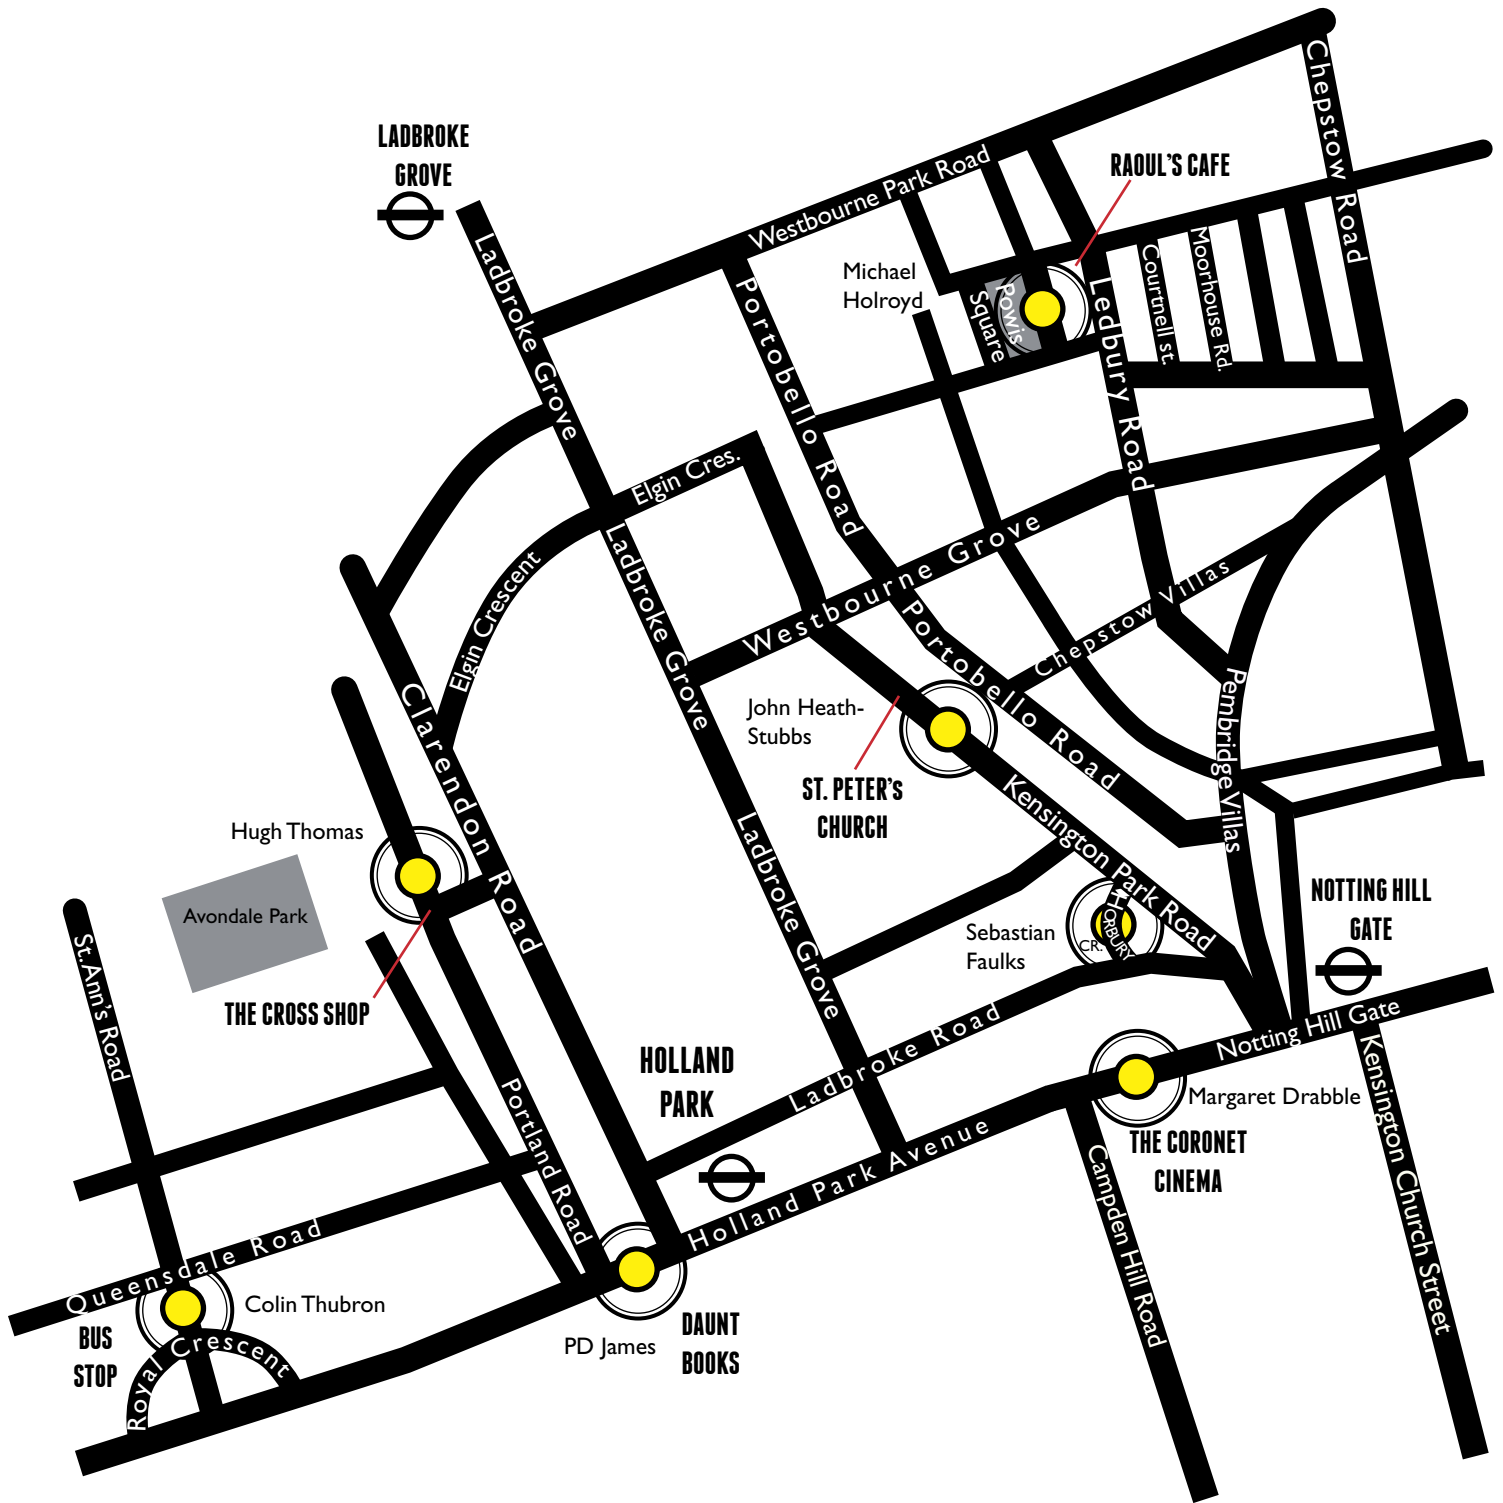 Chepstow Road
LADBROKE
GROVE
Westbourne Park Road
RAOUL'S CAFE
Ladbroke Grove
Michael
Holroyd
Powis
Square
Portobello Road
Ledbury Road
Courtnell st.
Moorhouse Rd.
Elgin Cres.
Elgin Crescent
Ladbroke Grove
Westbourne Grove
Chepstow Villas
Portobello Road
Pembridge Villas
John Heath-
Stubbs
ST. PETER's
CHURCH
Kensington Park Road
Clarendon Road
Hugh Thomas
Avondale Park
THE CROSS SHOP
St.Ann's Road
Ladbroke Grove
HORBURY
CR.
Sebastian
Faulks
NOTTING HILL
GATE
Notting Hill Gate
Ladbroke Road
HOLLAND
PARK
Margaret Drabble
THE CORONET
CINEMA
Kensington Church Street
Campden Hill Road
Holland Park Avenue
Portland Road
Queensdale Road
Colin Thubron
BUS
STOP
Royal Crescent
PD James
DAUNT
BOOKS